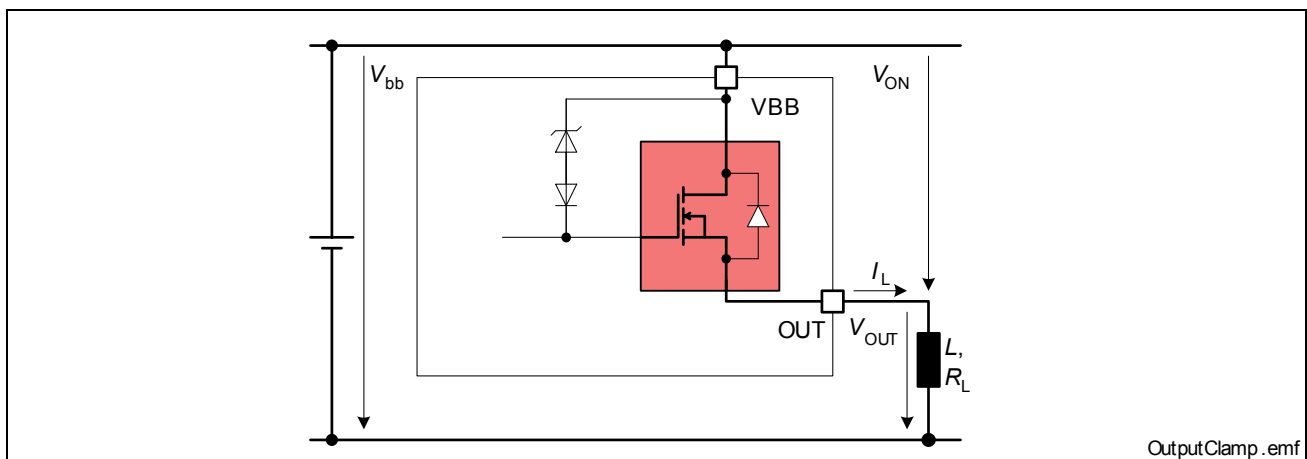 V_bb
VBB
V_ON
I_L
OUT
V_OUT
L,
R_L
OutputClamp.emf